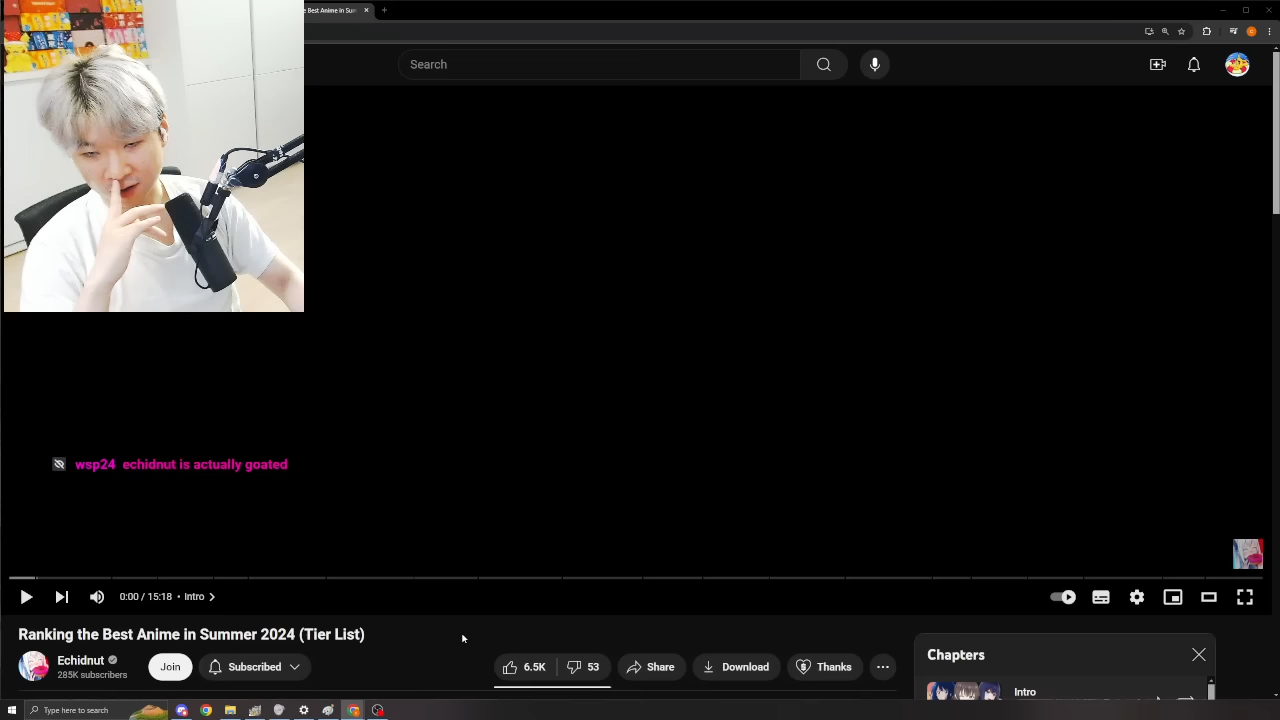 e Best Anime in Sum
Search
wsp24 echidnut is actually goated
0:00 / 15:18 • Intro
Ranking the Best Anime in Summer 2024 (Tier List)
Echidnut
285K subscribers
Join
Subscribed
6.5K
53
Share
Download
Thanks
Chapters
Intro
Type here to search